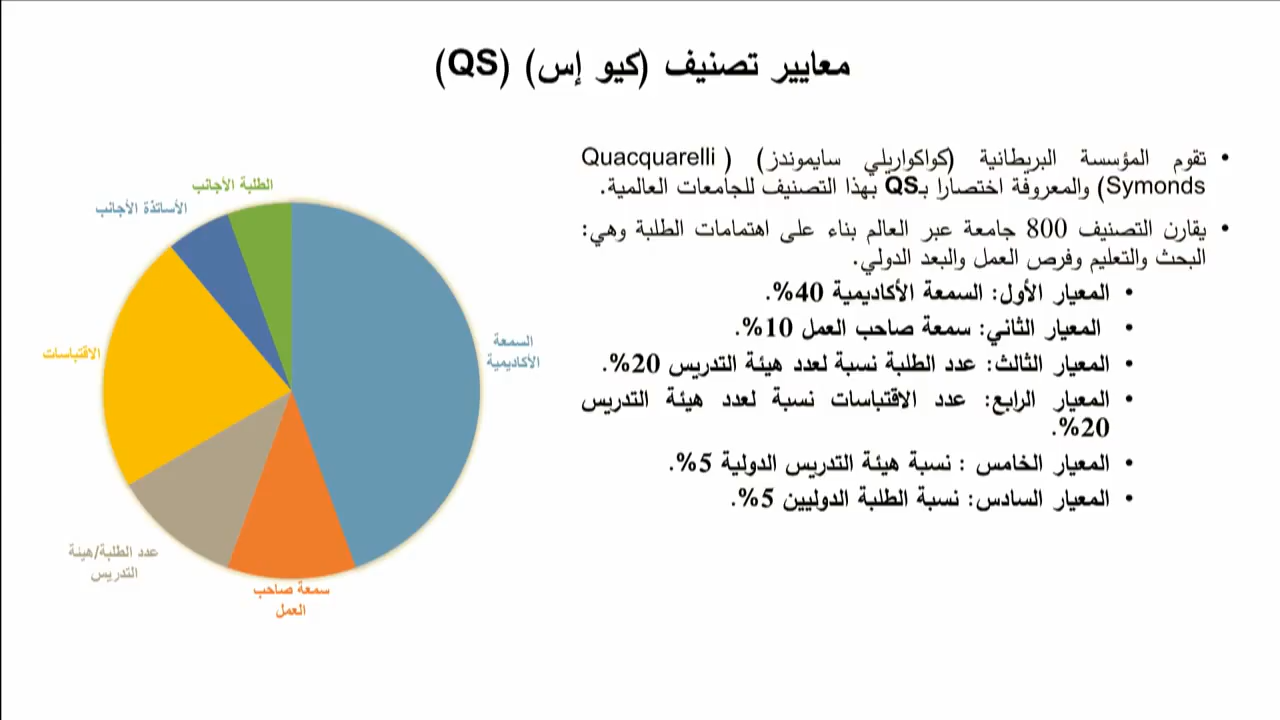 معايير تصنيف (كيو إس) (QS)
• تقوم المؤسسة البريطانية (كواكواريلي سايموندز) ( Quacquarelli
Symonds) والمعروفة اختصارا بـQS بهذا التصنيف للجامعات العالمية.
• يقارن التصنيف 800 جامعة عبر العالم بناء على اهتمامات الطلبة وهي:
البحث والتعليم وفرص العمل والبعد الدولي.
• المعيار الأول: السمعة الأكاديمية 40%.
• المعيار الثاني: سمعة صاحب العمل 10%.
• المعيار الثالث: عدد الطلبة نسبة لعدد هيئة التدريس 20%.
• المعيار الرابع: عدد الاقتباسات نسبة لعدد هيئة التدريس
20%.
• المعيار الخامس : نسبة هيئة التدريس الدولية 5%.
• المعيار السادس: نسبة الطلبة الدوليين 5%.
الطلبة الأجانب
الأساتذة الأجانب
السمعة
الأكاديمية
الاقتباسات
عدد الطلبة/هيئة
التدريس
سمعة صاحب
العمل